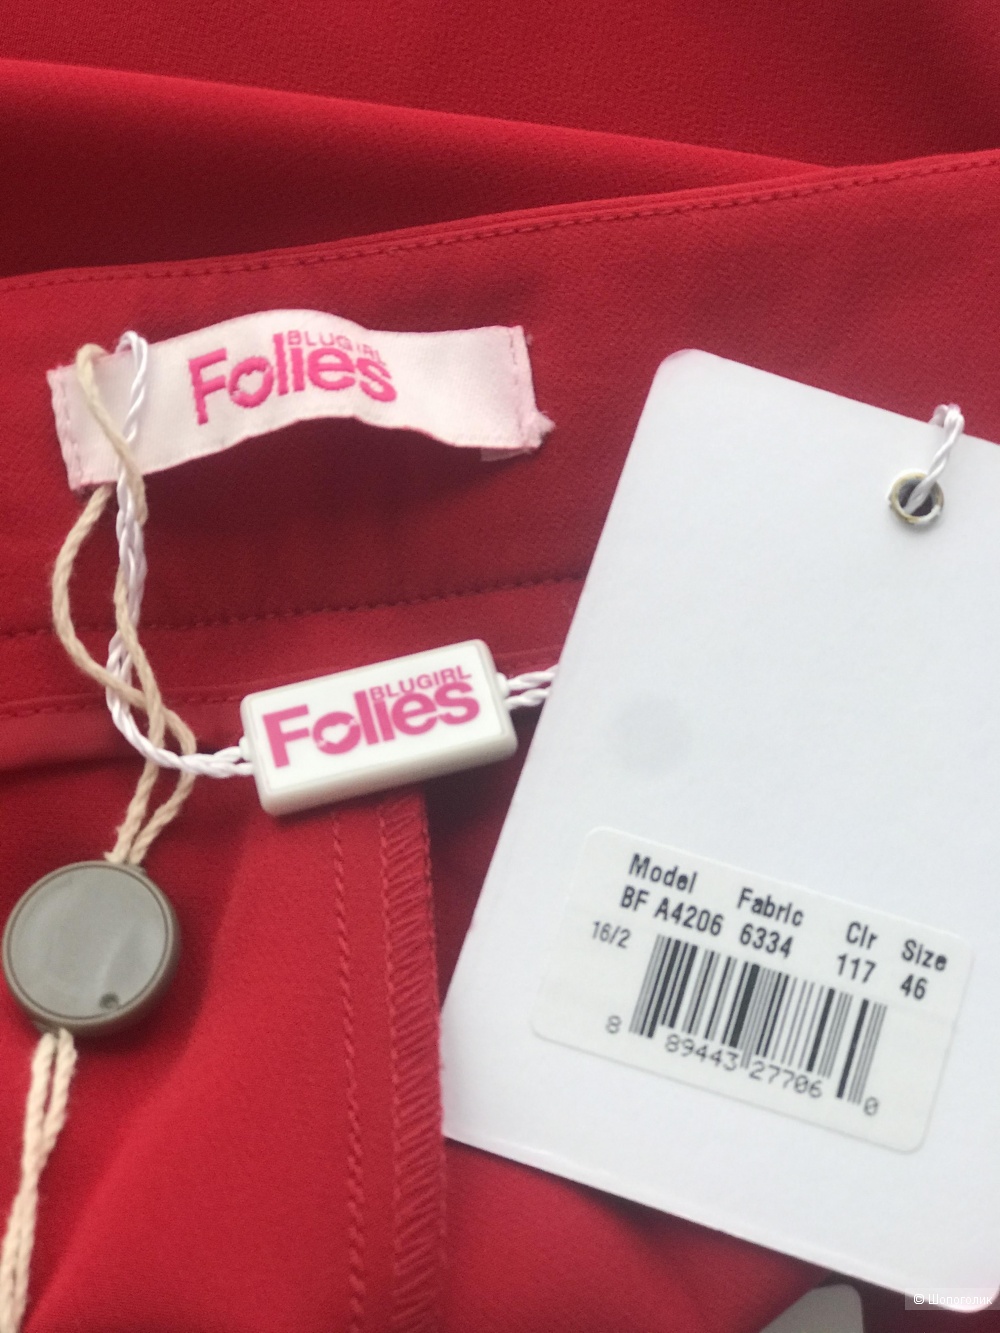 BLUGIRL
Folies
BLUGIRL
Folies
Model Fabric Clr Size
BF A4206 6334 117 46
16/2
8 89443 27706 0
© Шопоголик